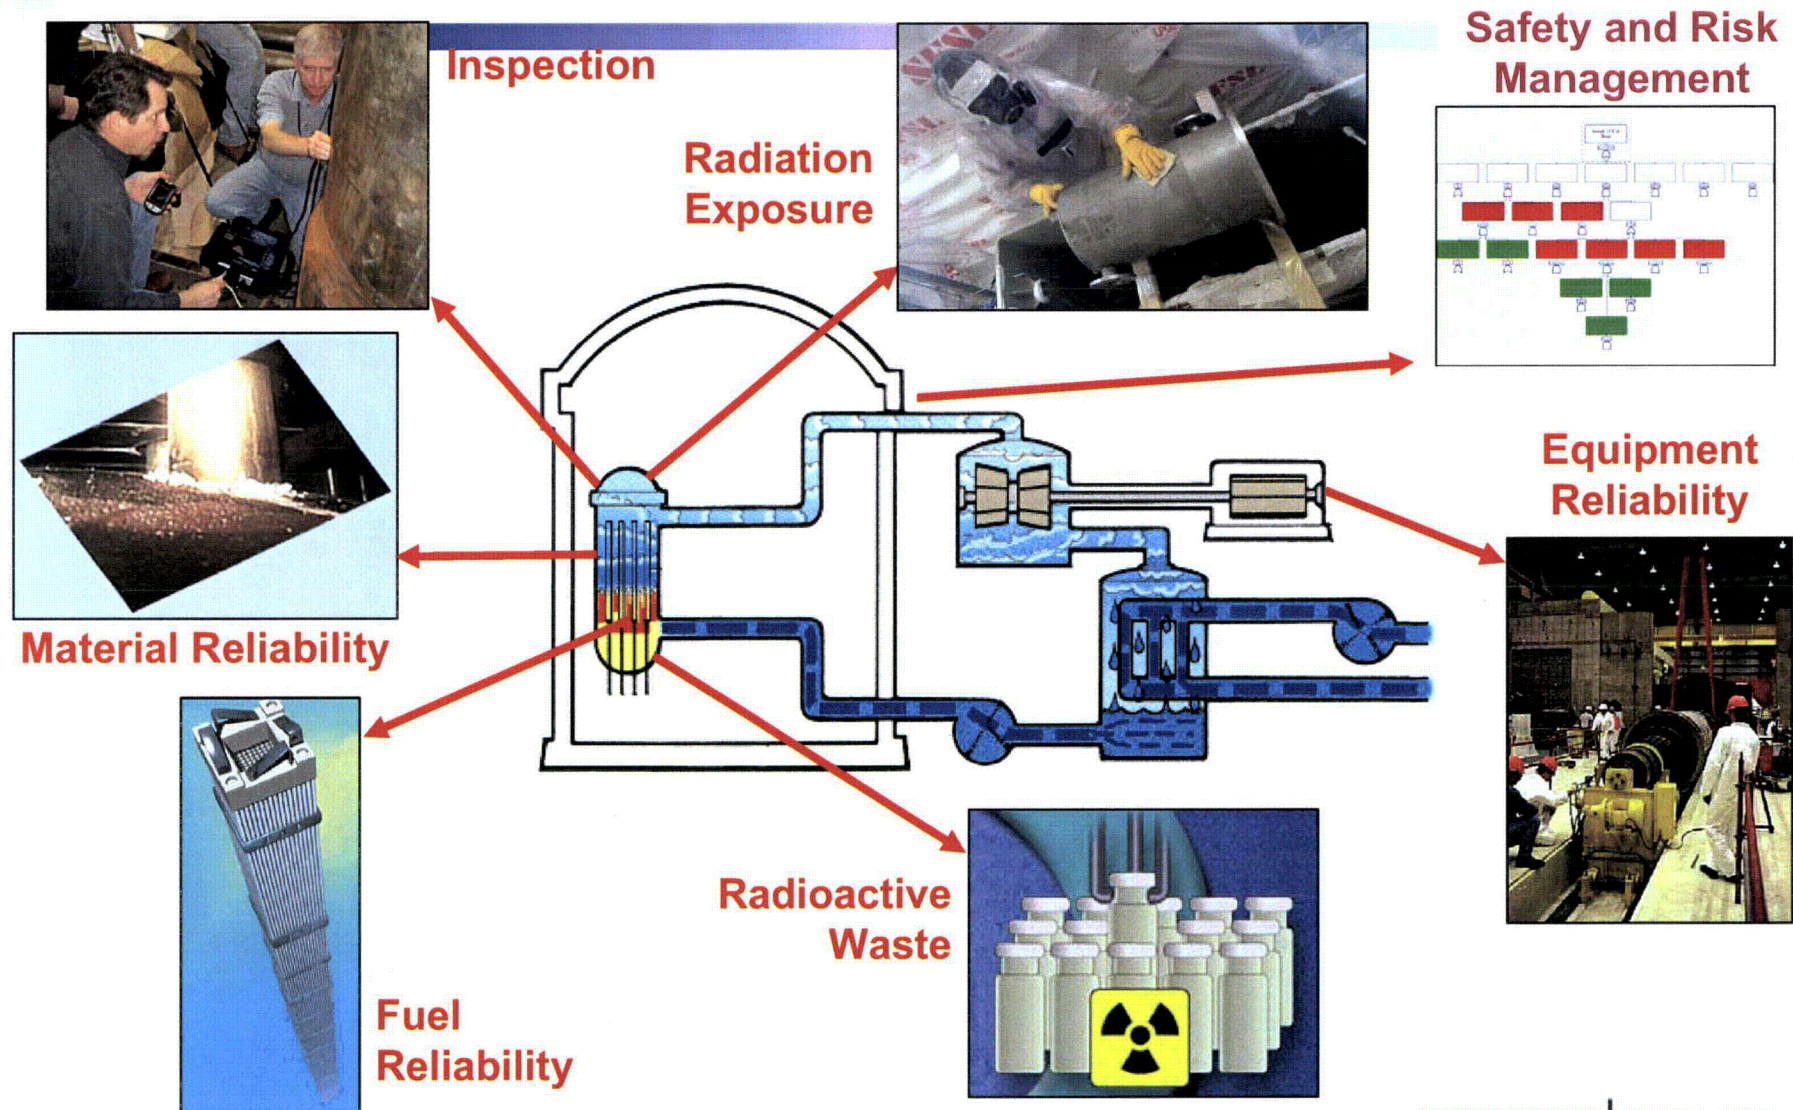 Safety and Risk
Management
Inspection
Radiation
Exposure
Equipment
Reliability
Material Reliability
Radioactive
Waste
Fuel
Reliability